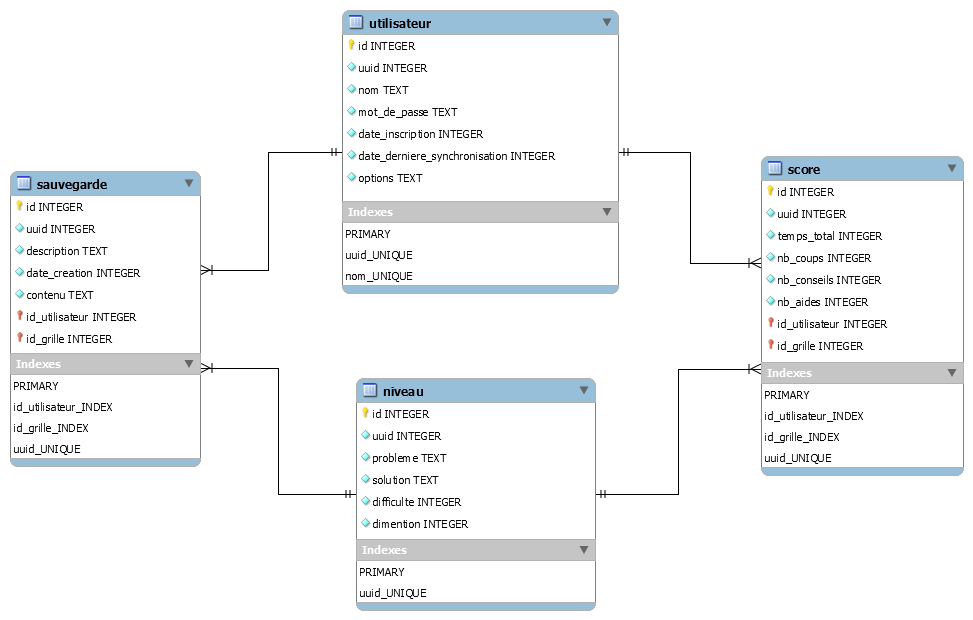 utilisateur
id INTEGER
uuid INTEGER
nom TEXT
mot_de_passe TEXT
date_inscription INTEGER
date_derniere_synchronisation INTEGER
options TEXT
Indexes
PRIMARY
uuid_UNIQUE
nom_UNIQUE
sauvegarde
id INTEGER
uuid INTEGER
description TEXT
date_creation INTEGER
contenu TEXT
id_utilisateur INTEGER
id_grille INTEGER
Indexes
PRIMARY
id_utilisateur_INDEX
id_grille_INDEX
uuid_UNIQUE
score
id INTEGER
uuid INTEGER
temps_total INTEGER
nb_coups INTEGER
nb_conseils INTEGER
nb_aides INTEGER
id_utilisateur INTEGER
id_grille INTEGER
Indexes
PRIMARY
id_utilisateur_INDEX
id_grille_INDEX
uuid_UNIQUE
niveau
id INTEGER
uuid INTEGER
probleme TEXT
solution TEXT
difficulte INTEGER
dimention INTEGER
Indexes
PRIMARY
uuid_UNIQUE